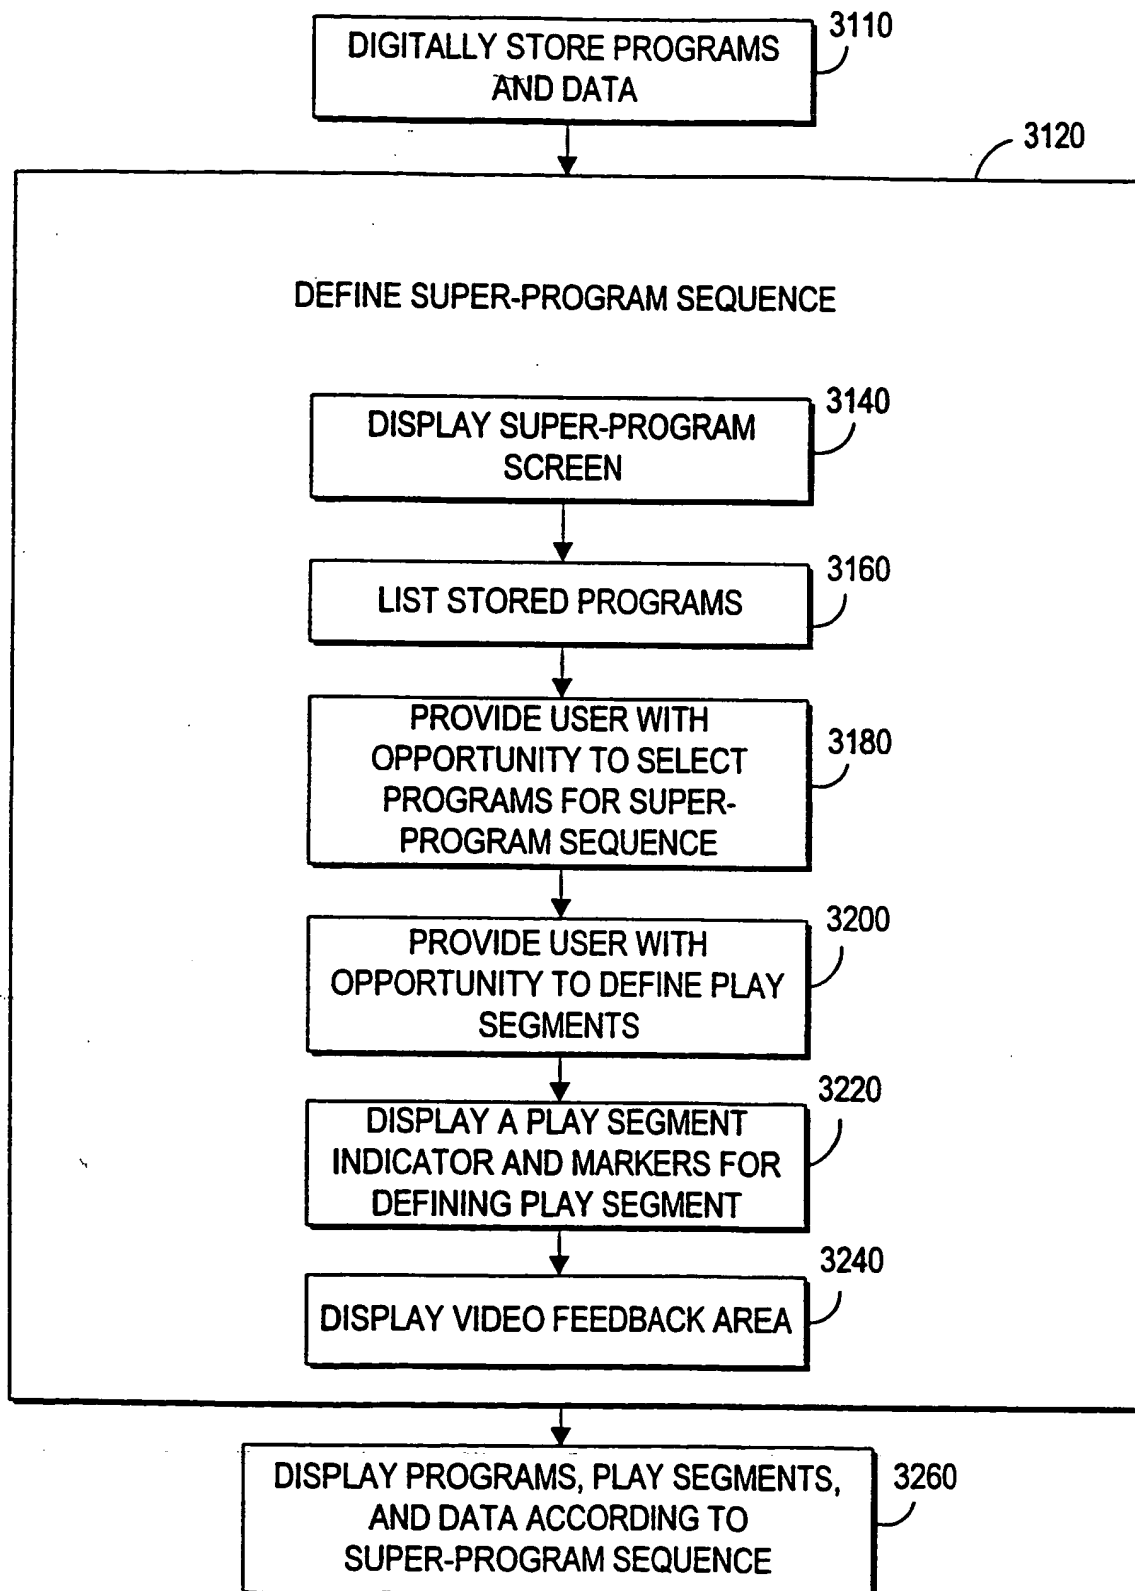 3110
DIGITALLY STORE PROGRAMS
AND DATA
3120
DEFINE SUPER-PROGRAM SEQUENCE
3140
DISPLAY SUPER-PROGRAM
SCREEN
3160
LIST STORED PROGRAMS
3180
PROVIDE USER WITH
OPPORTUNITY TO SELECT
PROGRAMS FOR SUPER-
PROGRAM SEQUENCE
3200
PROVIDE USER WITH
OPPORTUNITY TO DEFINE PLAY
SEGMENTS
3220
DISPLAY A PLAY SEGMENT
INDICATOR AND MARKERS FOR
DEFINING PLAY SEGMENT
3240
DISPLAY VIDEO FEEDBACK AREA
3260
DISPLAY PROGRAMS, PLAY SEGMENTS,
AND DATA ACCORDING TO
SUPER-PROGRAM SEQUENCE